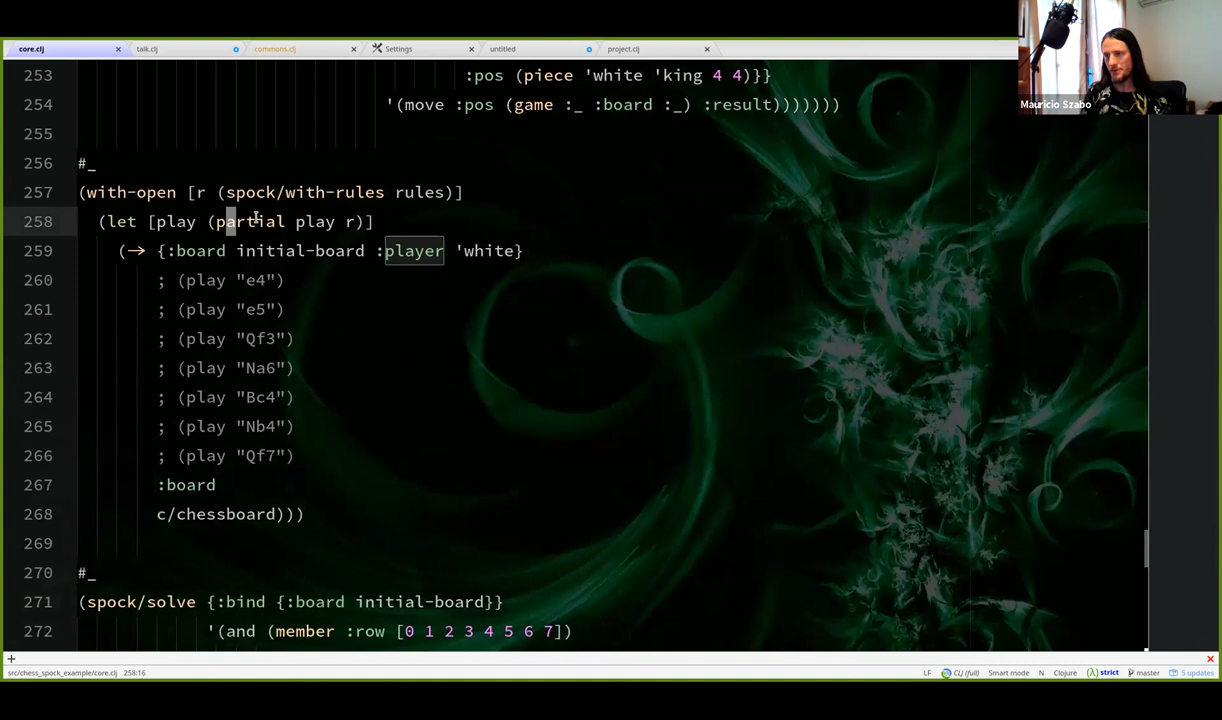 core.clj talk.clj commons.clj Settings untitled project.clj
Mauricio Szabo
253 :pos (piece 'white 'king 4 4)}}
254 '(move :pos (game :_ :board :_) :result)))))))
255
256 #_
257 (with-open [r (spock/with-rules rules)]
258 (let [play (partial play r)]
259 (-> {:board initial-board :player 'white}
260 ; (play "e4")
261 ; (play "e5")
262 ; (play "Qf3")
263 ; (play "Na6")
264 ; (play "Bc4")
265 ; (play "Nb4")
266 ; (play "Qf7")
267 :board
268 c/chessboard)))
269
270 #_
271 (spock/solve {:bind {:board initial-board}}
272 '(and (member :row [0 1 2 3 4 5 6 7])
+
src/chess_spock_example/core.clj 258:16 LF CLJ (full) Smart mode N Clojure (λ) strict master 5 updates